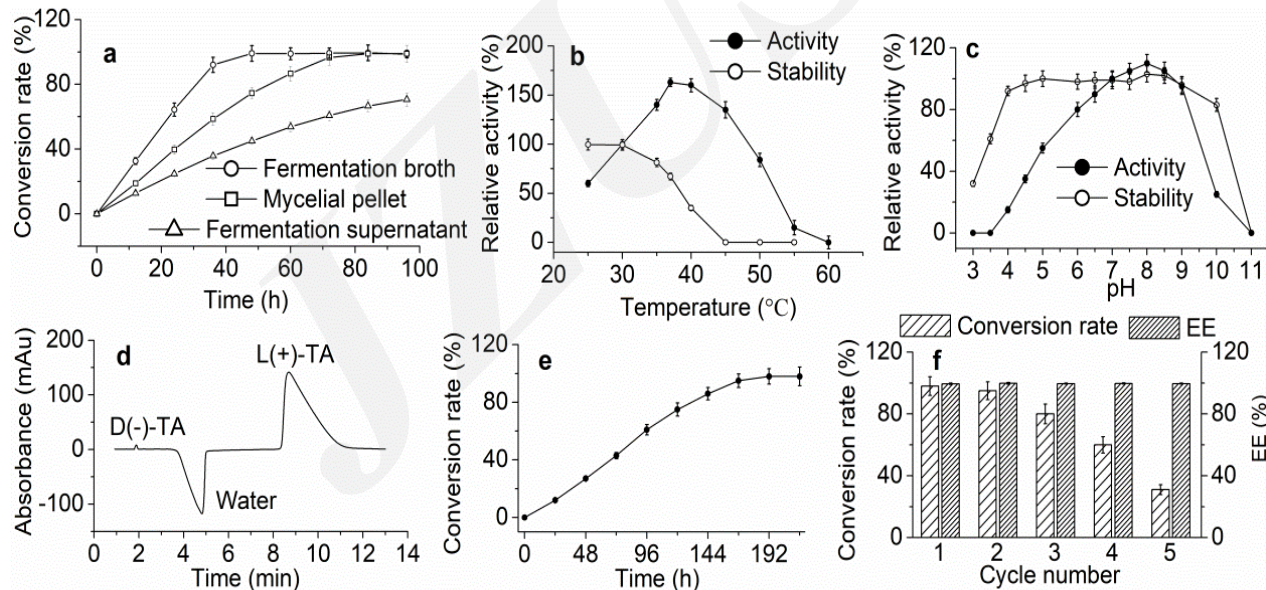 a
Conversion rate (%)
120
80
40
0
Fermentation broth
Mycelial pellet
Fermentation supernatant
0 20 40 60 80 100
Time (h)
b
Relative activity (%)
200
150
100
50
0
Activity
Stability
20 30 40 50 60
Temperature (°C)
c
Relative activity (%)
120
80
40
0
Activity
Stability
3 4 5 6 7 8 9 10 11
pH
d
Absorbance (mAu)
200
100
0
-100
D(-)-TA
L(+)-TA
Water
0 2 4 6 8 10 12 14
Time (min)
e
Conversion rate (%)
120
80
40
0
0 48 96 144 192
Time (h)
Conversion rate EE
f
Conversion rate (%)
120
80
40
0
120
80
40
0
EE (%)
1 2 3 4 5
Cycle number